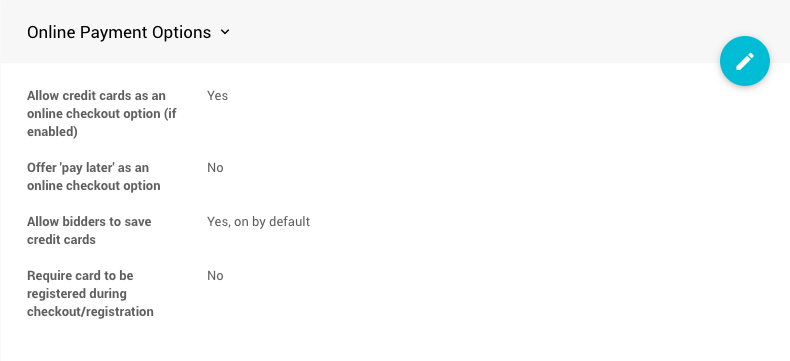 Online Payment Options
Allow credit cards as an Yes
online checkout option (if
enabled)
Offer 'pay later' as an No
online checkout option
Allow bidders to save Yes, on by default
credit cards
Require card to be No
registered during
checkout/registration